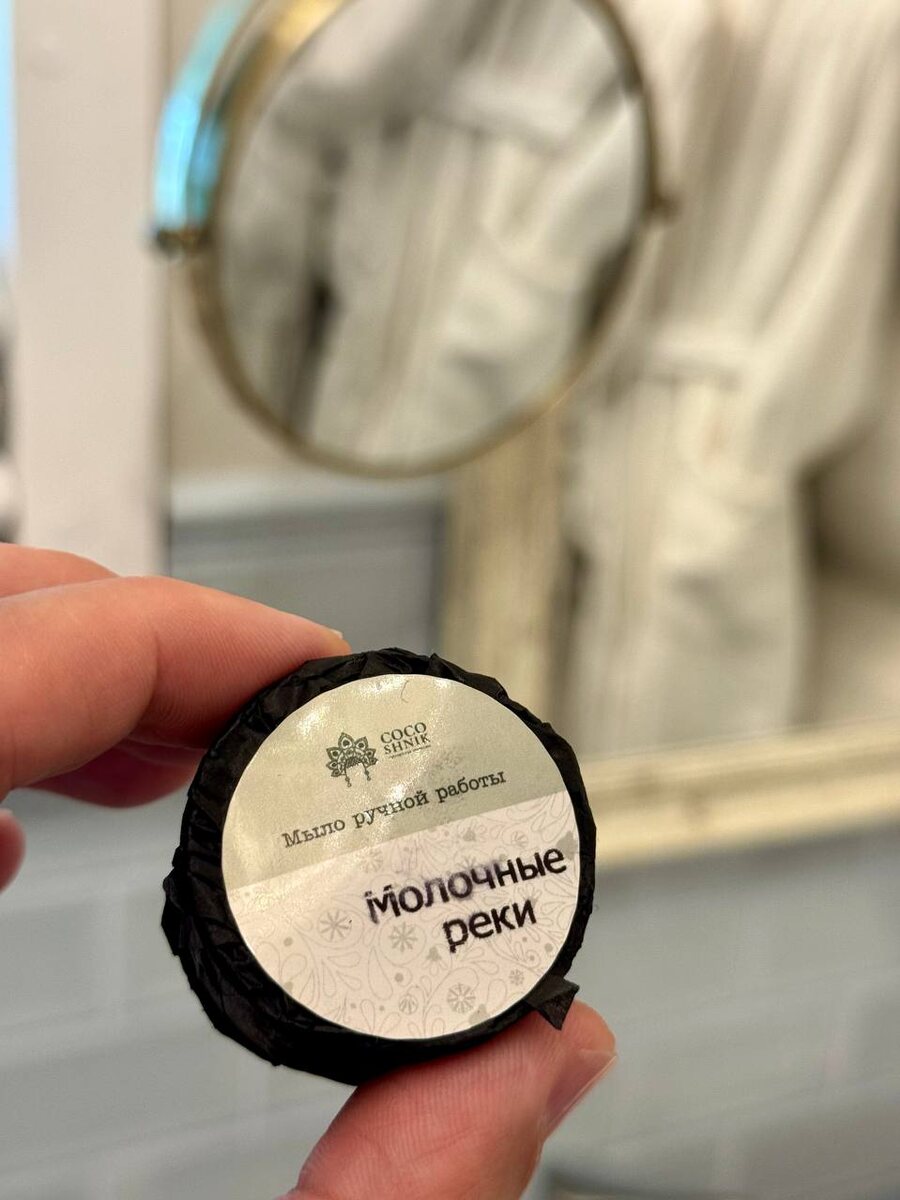 COCO
SHNIK
Мыло ручной работы
Молочные
реки